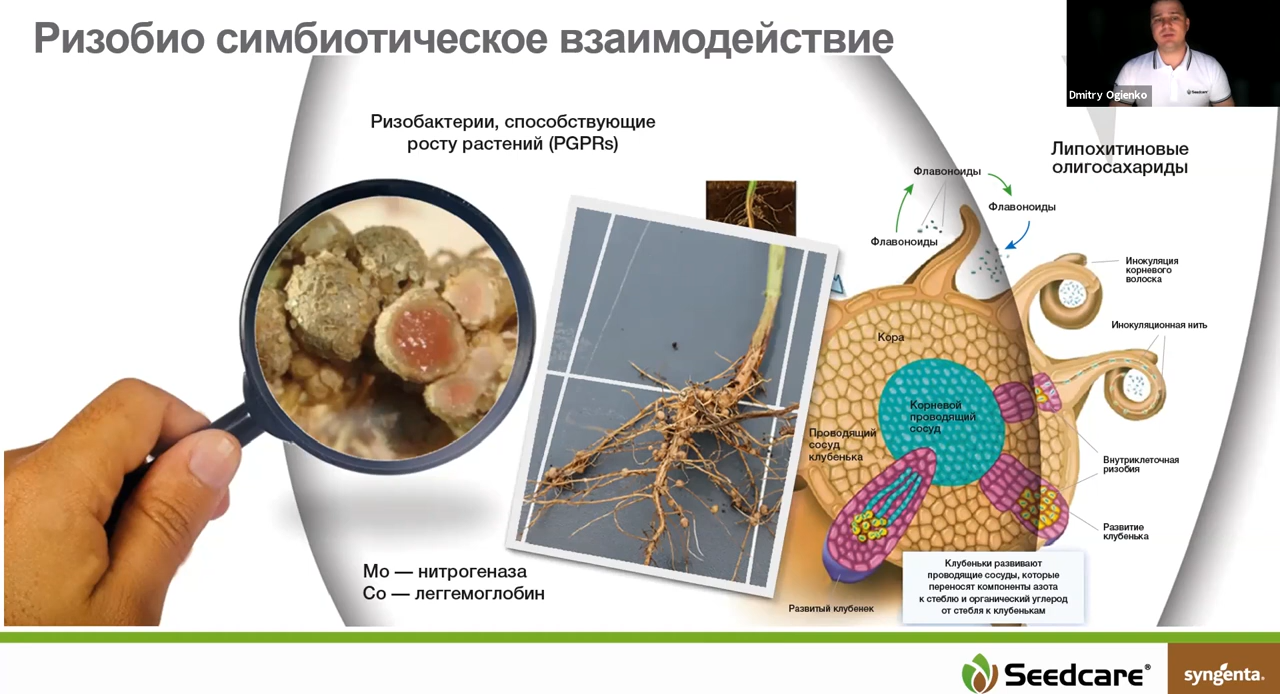 Ризобио симбиотическое взаимодействие
Dmitry Ogienko
Seedcare
Ризобактерии, способствующие
росту растений (PGPRs)
Липохитиновые
олигосахариды
Флавоноиды
Флавоноиды
Флавоноиды
Инокуляция
корневого
волоска
Инокуляционная нить
Кора
Корневой
проводящий
сосуд
Проводящий
сосуд
клубенька
Внутриклеточная
ризобия
Развитие
клубенька
Mo — нитрогеназа
Co — леггемоглобин
Клубеньки развивают
проводящие сосуды, которые
переносят компоненты азота
к стеблю и органический углерод
от стебля к клубенькам
Развитый клубенек
Seedcare®
syngenta.